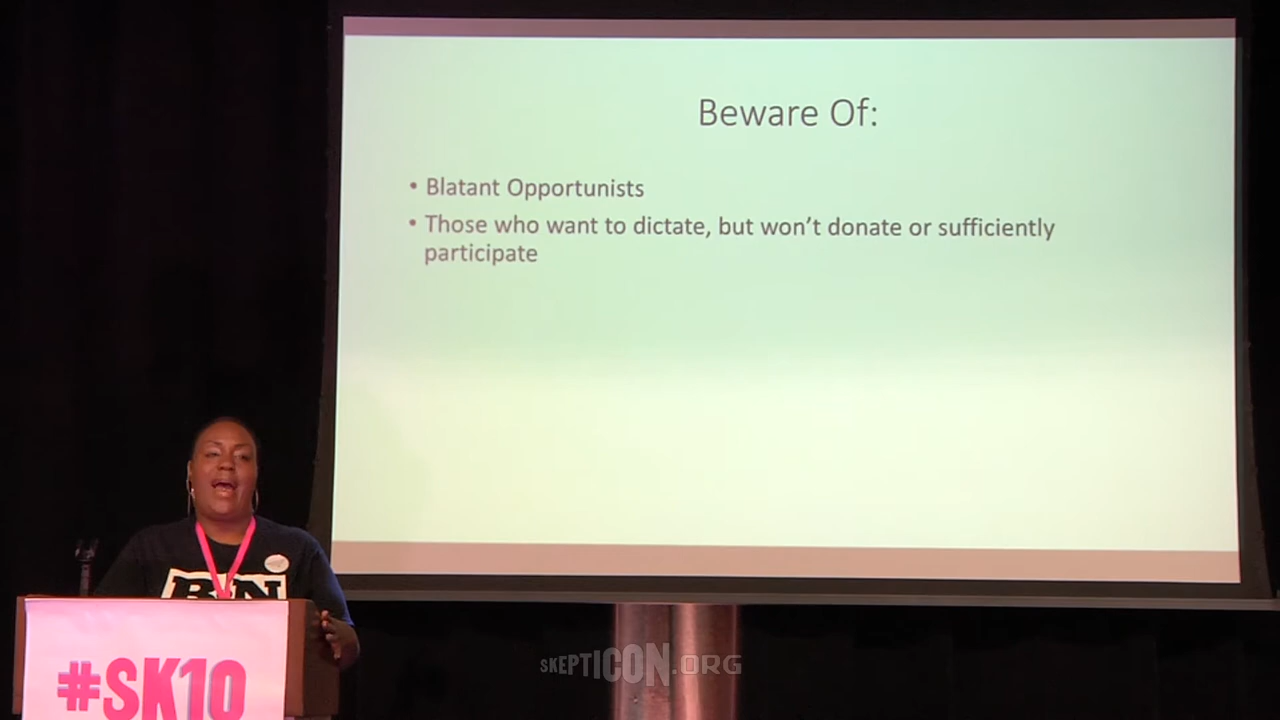 Beware Of:
• Blatant Opportunists
• Those who want to dictate, but won't donate or sufficiently
participate
#SK10
SKEPTICON.ORG